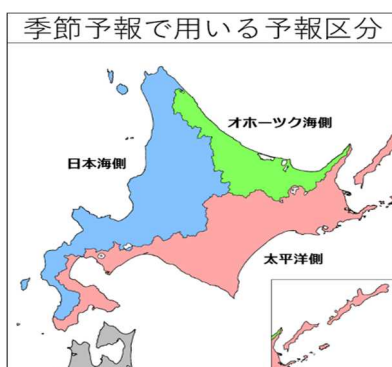 季節予報で用いる予報区分
オホーツク海側
日本海側
太平洋側